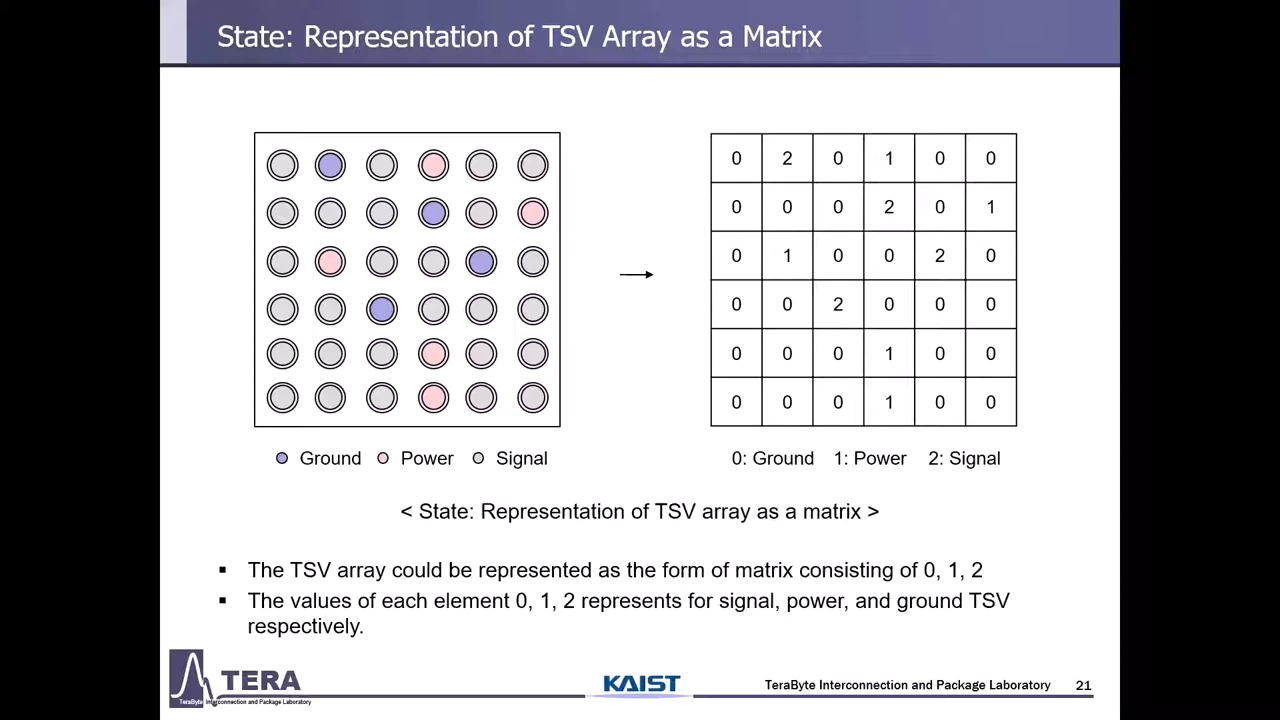 State: Representation of TSV Array as a Matrix
0 2 0 1 0 0
0 0 0 2 0 1
0 1 0 0 2 0
0 0 2 0 0 0
0 0 0 1 0 0
0 0 0 1 0 0
Ground Power Signal
0: Ground 1: Power 2: Signal
< State: Representation of TSV array as a matrix >
▪ The TSV array could be represented as the form of matrix consisting of 0, 1, 2
▪ The values of each element 0, 1, 2 represents for signal, power, and ground TSV
respectively.
TERA
TeraByte Interconnection and Package Laboratory
KAIST
TeraByte Interconnection and Package Laboratory 21